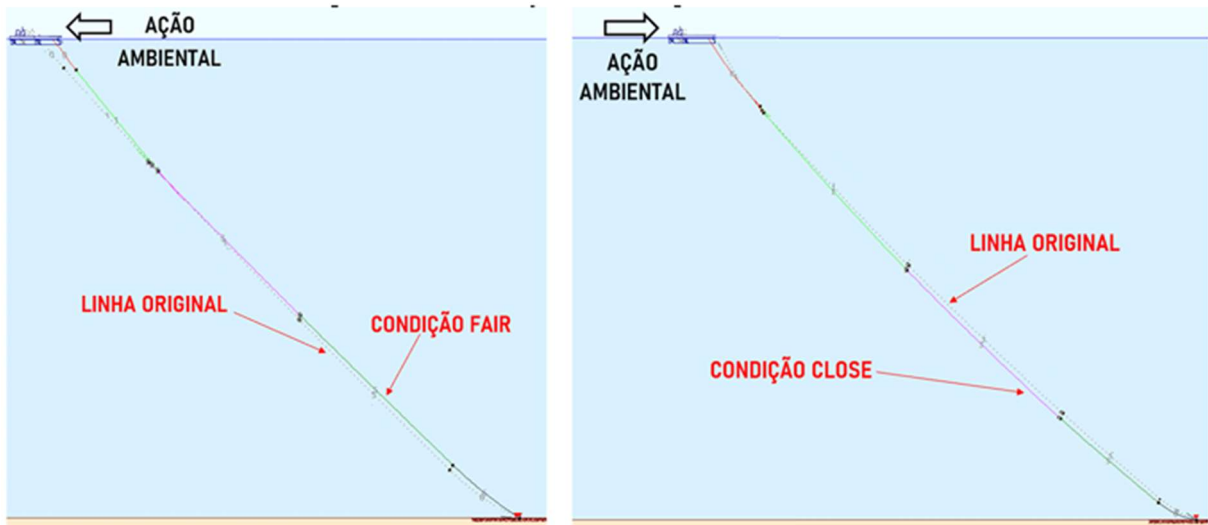 AÇÃO
AMBIENTAL
LINHA ORIGINAL
CONDIÇÃO FAIR
AÇÃO
AMBIENTAL
LINHA ORIGINAL
CONDIÇÃO CLOSE